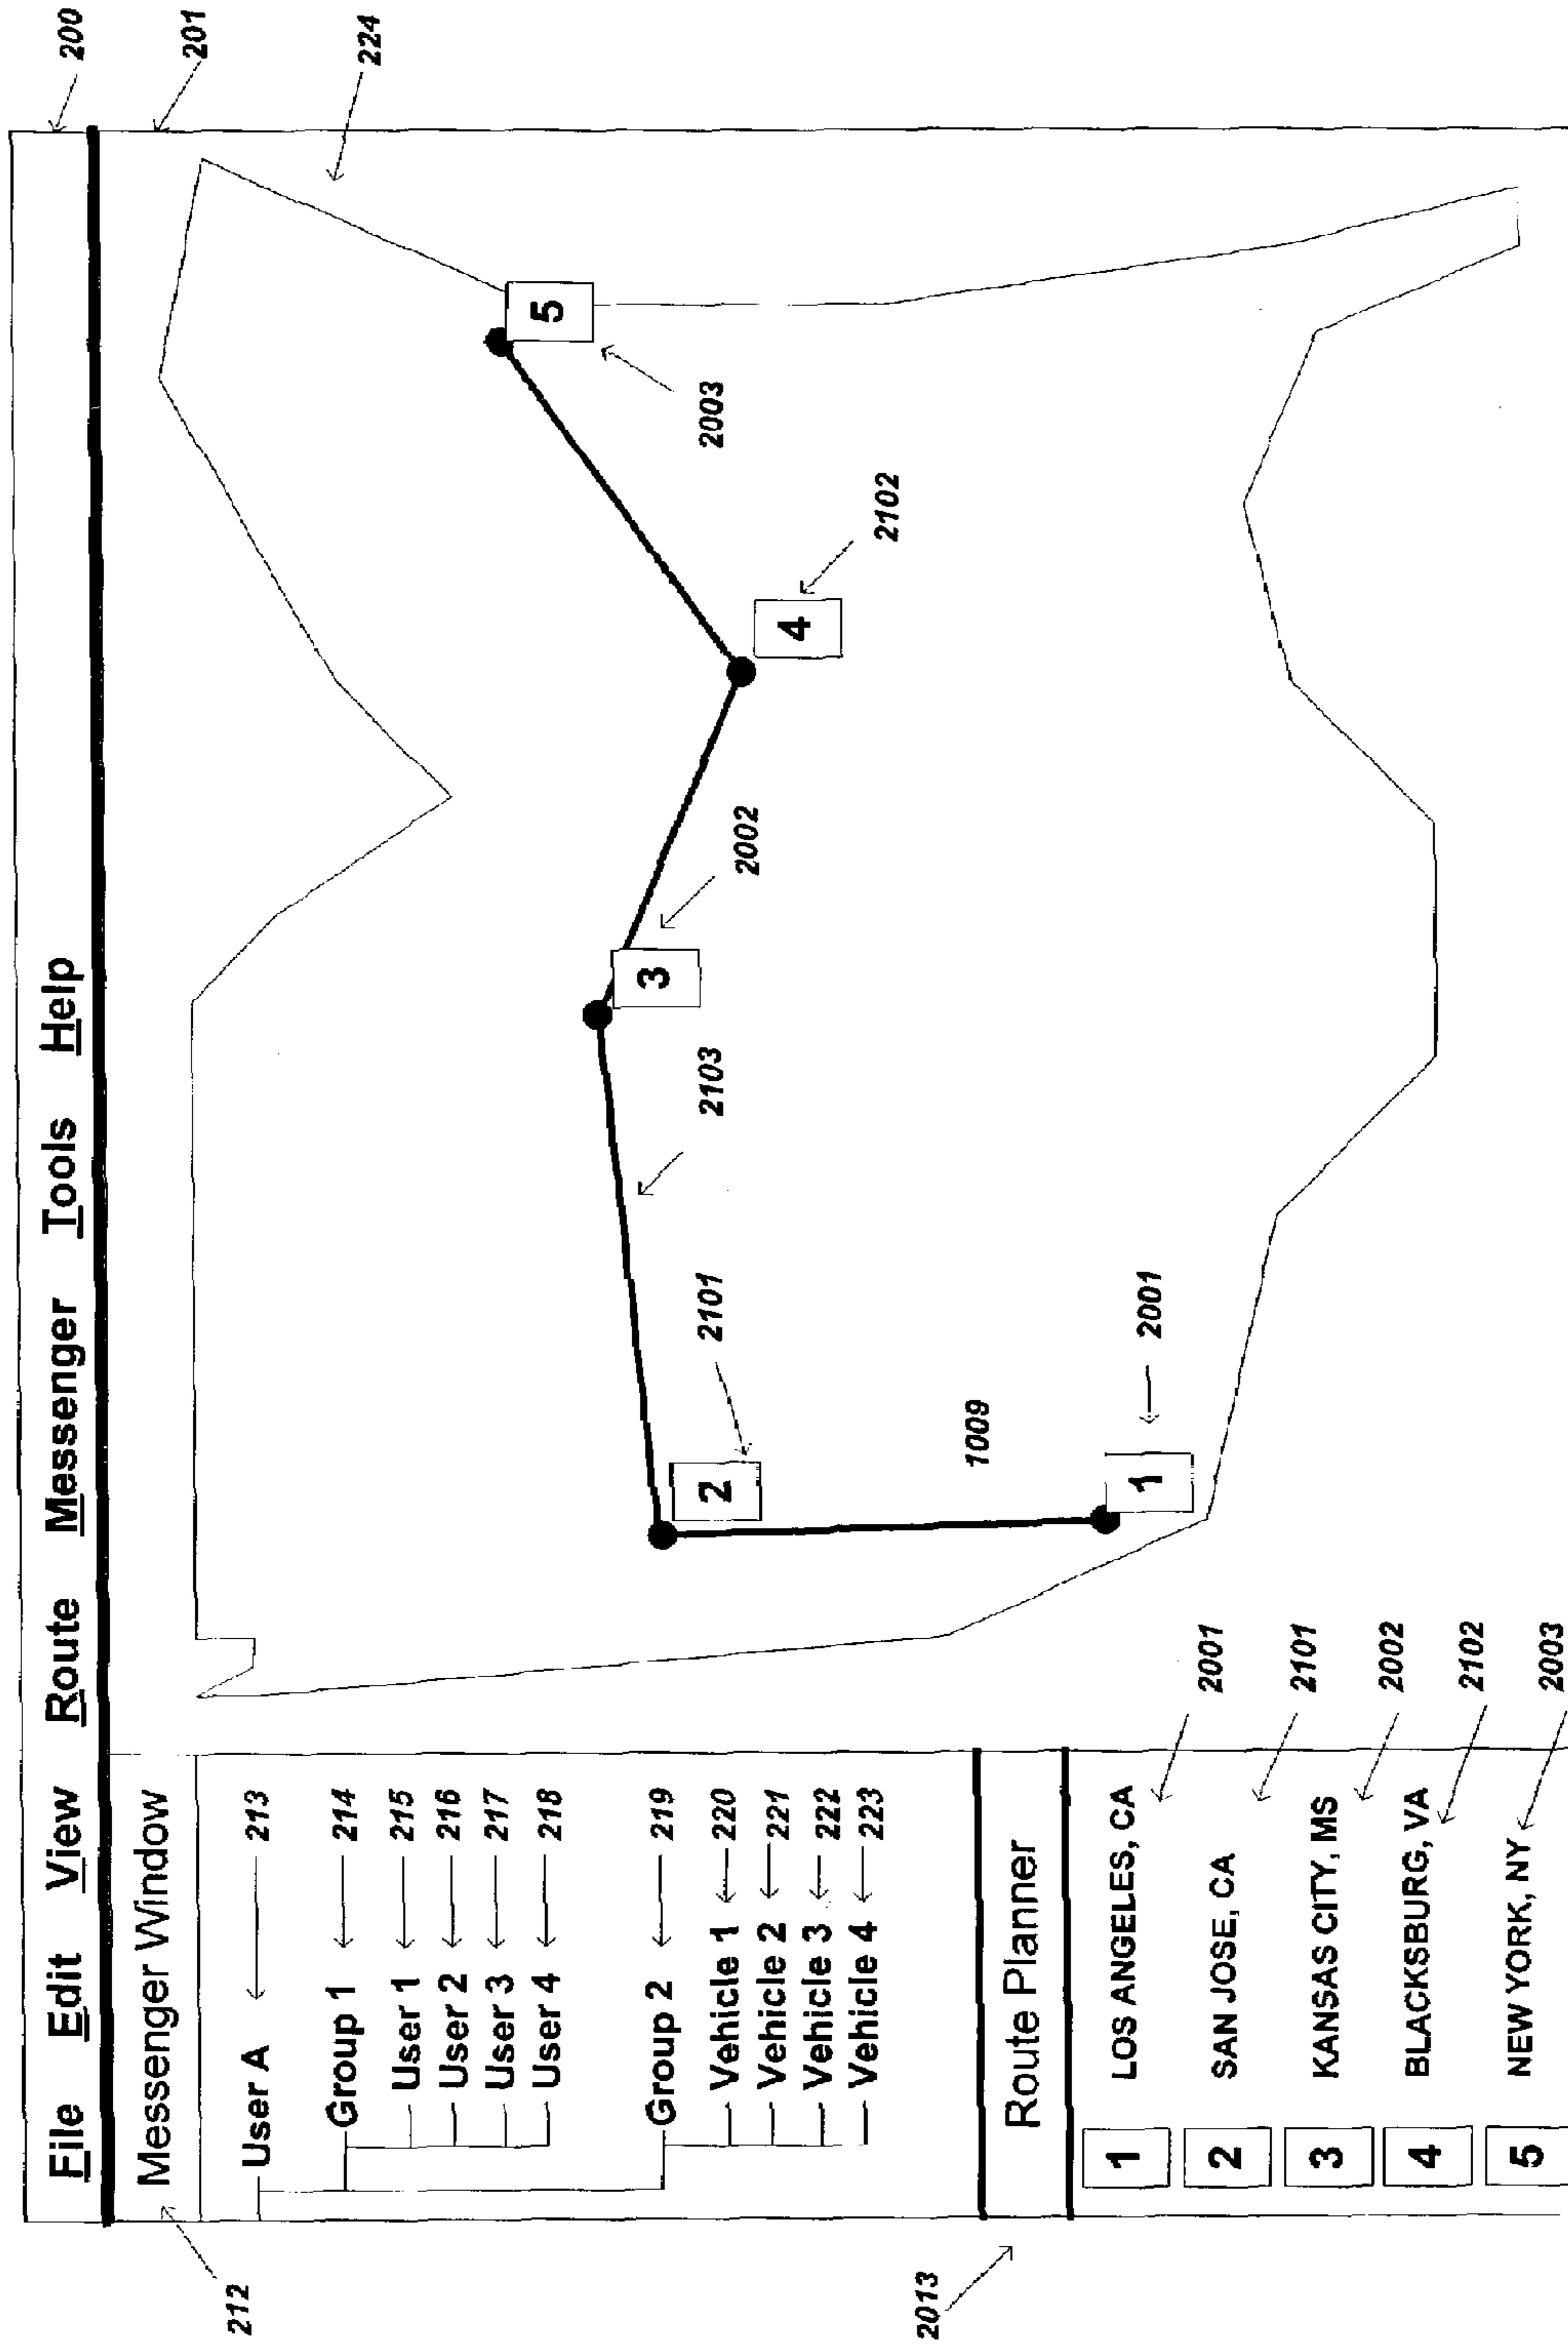 File Edit View Route Messenger Tools Help
200
201
224
212
Messenger Window
User A 213
Group 1 214
User 1 215
User 2 216
User 3 217
User 4 218
Group 2 219
Vehicle 1 220
Vehicle 2 221
Vehicle 3 222
Vehicle 4 223
2013
Route Planner
1 LOS ANGELES, CA 2001
2 SAN JOSE, CA 2101
3 KANSAS CITY, MS 2002
4 BLACKSBURG, VA 2102
5 NEW YORK, NY 2003
5
2003
4
2102
3
2002
2103
2
2101
1009
1
2001